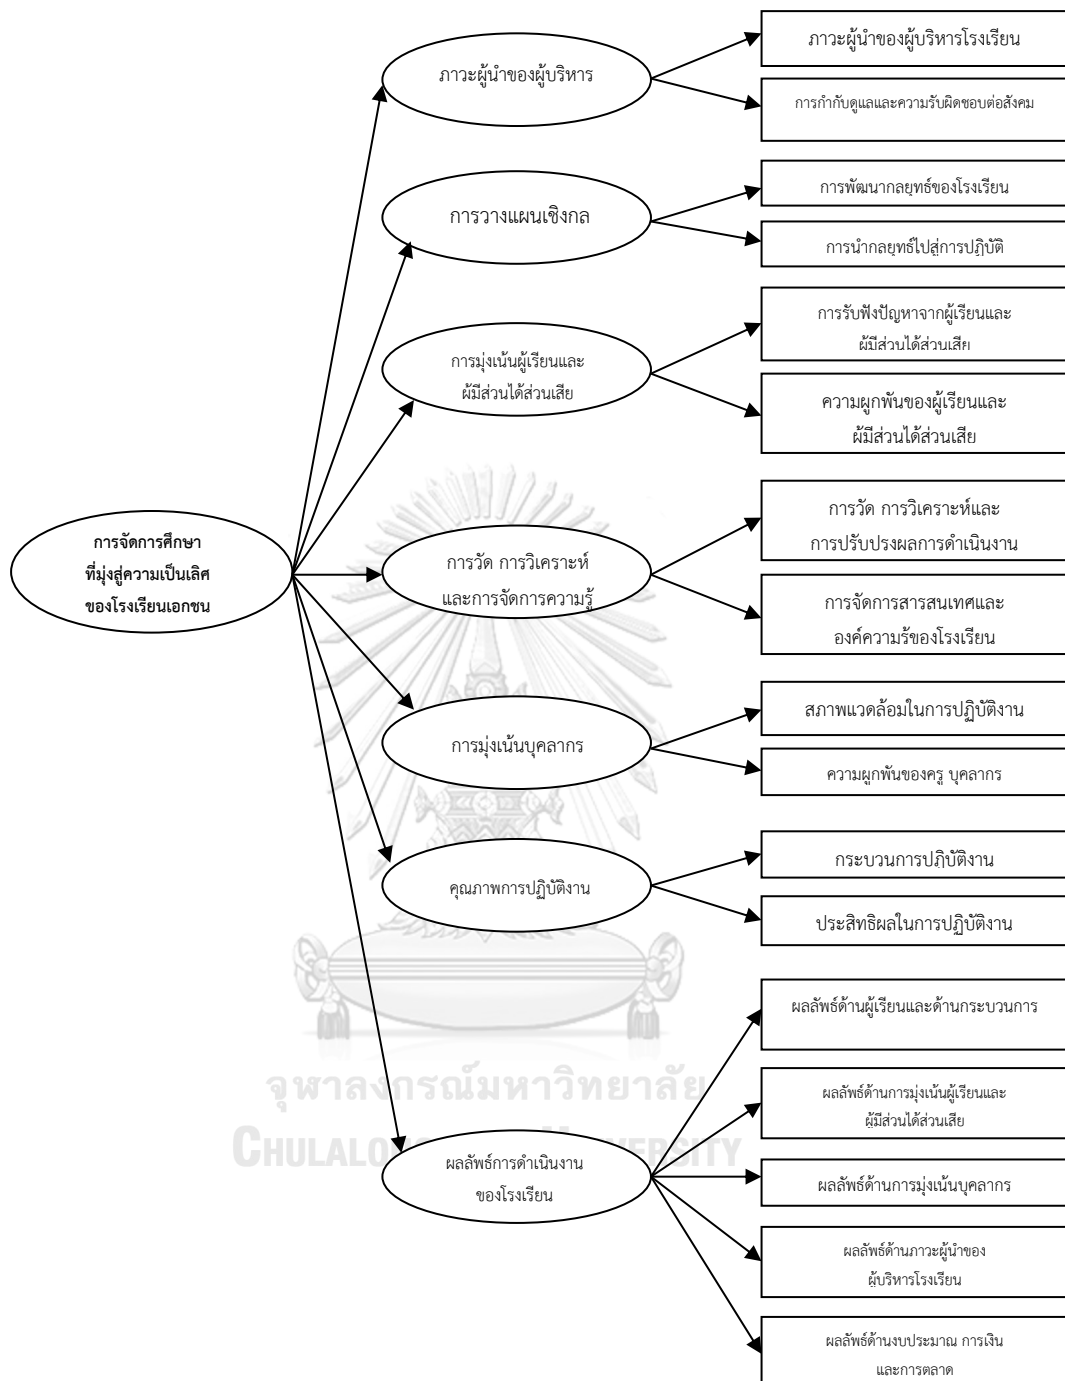 ภาวะผู้นำของผู้บริหาร
ภาวะผู้นำของผู้บริหารโรงเรียน
การกำกับดูแลและความรับผิดชอบต่อสังคม
การวางแผนเชิงกล
การพัฒนากลยุทธ์ของโรงเรียน
การนำกลยุทธ์ไปสู่การปฏิบัติ
การมุ่งเน้นผู้เรียนและ
ผู้มีส่วนได้ส่วนเสีย
การรับฟังปัญหาจากผู้เรียนและ
ผู้มีส่วนได้ส่วนเสีย
ความผูกพันของผู้เรียนและ
ผู้มีส่วนได้ส่วนเสีย
การจัดการศึกษา
ที่มุ่งสู่ความเป็นเลิศ
ของโรงเรียนเอกชน
การวัด การวิเคราะห์
และการจัดการความรู้
การวัด การวิเคราะห์และ
การปรับปรุงผลการดำเนินงาน
การจัดการสารสนเทศและ
องค์ความรู้ของโรงเรียน
การมุ่งเน้นบุคลากร
สภาพแวดล้อมในการปฏิบัติงาน
ความผูกพันของครู บุคลากร
คุณภาพการปฏิบัติงาน
กระบวนการปฏิบัติงาน
ประสิทธิผลในการปฏิบัติงาน
ผลลัพธ์การดำเนินงาน
ของโรงเรียน
ผลลัพธ์ด้านผู้เรียนและด้านกระบวนการ
ผลลัพธ์ด้านการมุ่งเน้นผู้เรียนและ
ผู้มีส่วนได้ส่วนเสีย
ผลลัพธ์ด้านการมุ่งเน้นบุคลากร
ผลลัพธ์ด้านภาวะผู้นำของ
ผู้บริหารโรงเรียน
ผลลัพธ์ด้านงบประมาณ การเงิน
และการตลาด
จุฬาลงกรณ์มหาวิทยาลัย